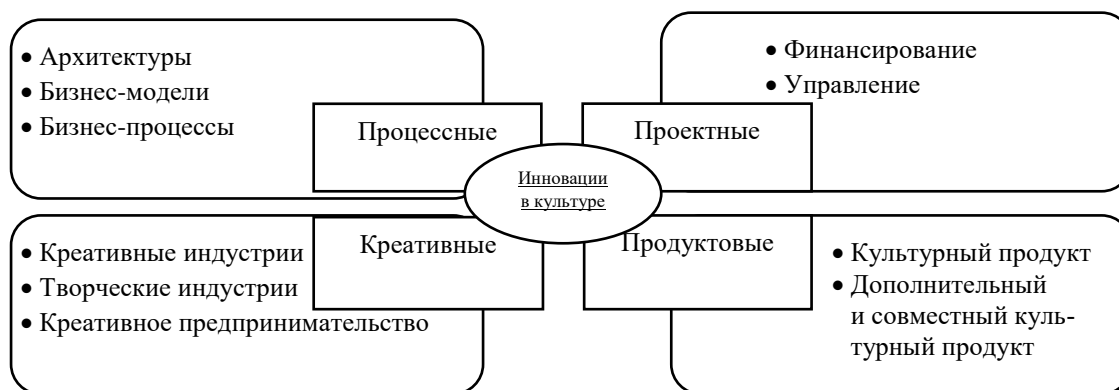 • Архитектуры
• Бизнес-модели
• Бизнес-процессы
Процессные
• Финансирование
• Управление
Проектные
Инновации
в культуре
• Креативные индустрии
• Творческие индустрии
• Креативное предпринимательство
Креативные
Продуктовые
• Культурный продукт
• Дополнительный
и совместный куль-
турный продукт